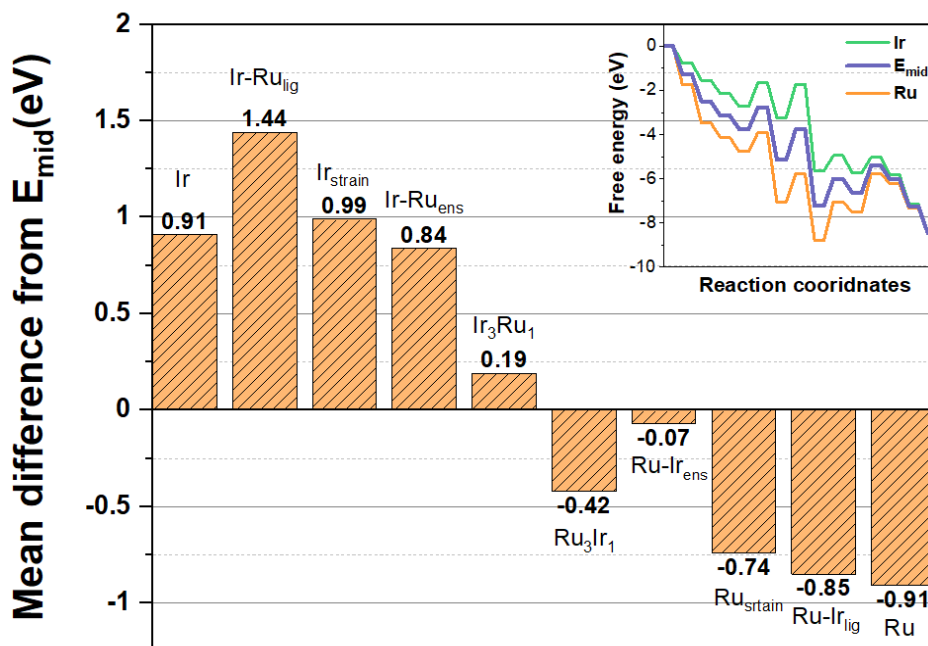 Mean difference from E_mid(eV)
2
1.5
1
0.5
0
-0.5
-1
Ir
0.91
Ir-Ru_lig
1.44
Ir_strain
0.99
Ir-Ru_ens
0.84
Ir₃Ru₁
0.19
-0.42
Ru₃Ir₁
-0.07
Ru-Ir_ens
-0.74
Ru_srtain
-0.85
Ru-Ir_lig
-0.91
Ru
Free energy (eV)
0
-2
-4
-6
-8
-10
Ir
E_mid
Ru
Reaction cooridnates